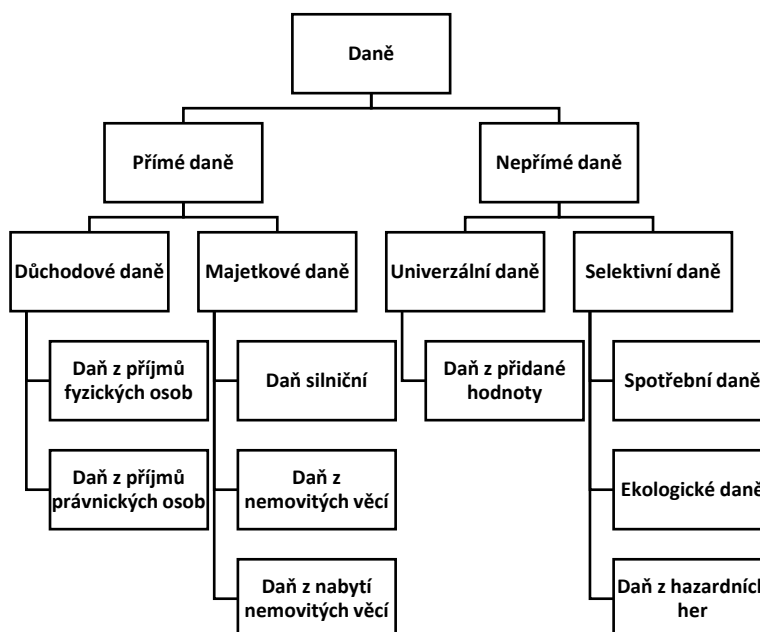 Daně
Přímé daně
Nepřímé daně
Důchodové daně
Majetkové daně
Univerzální daně
Selektivní daně
Daň z příjmů
fyzických osob
Daň silniční
Daň z přidané
hodnoty
Spotřební daně
Daň z příjmů
právnických osob
Daň z
nemovitých věcí
Ekologické daně
Daň z nabytí
nemovitých věcí
Daň z hazardních
her